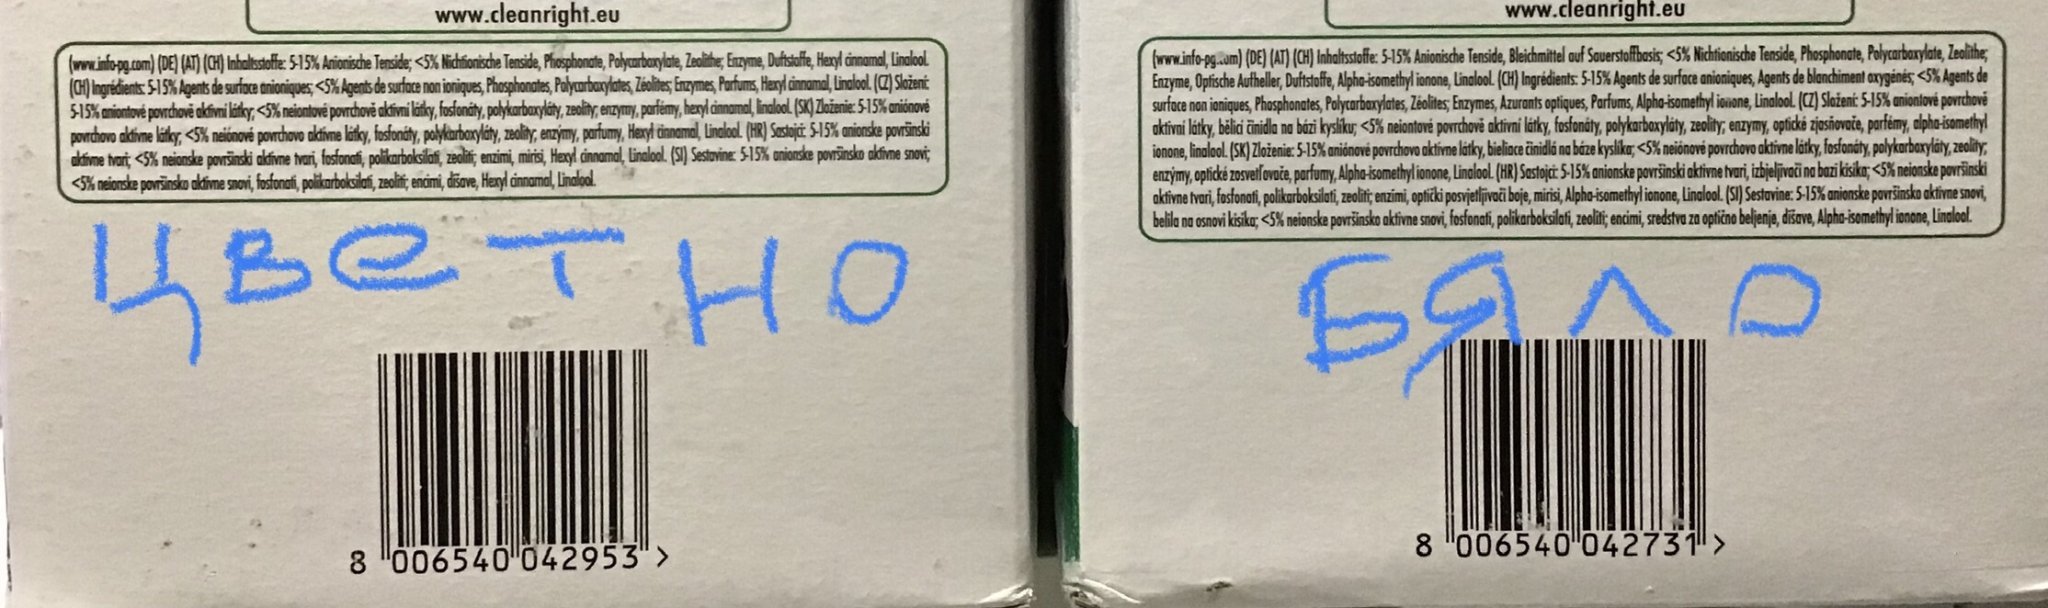 www.cleanright.eu
(www.info-pg.com) (DE) (AT) (CH) Inhaltsstoffe: 5-15% Anionische Tenside; <5% Nichtionische Tenside, Phosphonate, Polycarboxylate, Zeolithe; Enzyme, Duftstoffe, Hexyl cinnamal, Linalool.
(CH) Ingrédients: 5-15% Agents de surface anioniques; <5% Agents de surface non ioniques, Phosphonates, Polycarboxylates, Zéolites; Enzymes, Parfums, Hexyl cinnamal, Linalool. (CZ) Složení:
5-15% aniontové povrchově aktivní látky; <5% neiontové povrchově aktivní látky, fosfonáty, polykarboxyláty, zeolity; enzymy, parfémy, hexyl cinnamal, linalool. (SK) Zloženie: 5-15% aniónové
povrchovo aktívne látky; <5% neiónové povrchovo aktívne látky, fosfonáty, polykarboxyláty, zeolity; enzýmy, parfumy, Hexyl cinnamal, Linalool. (HR) Sastojci: 5-15% anionske površinski
aktivne tvari; <5% neionske površinski aktivne tvari, fosfonati, polikarboksilati, zeoliti; enzimi, mirisi, Hexyl cinnamal, Linalool. (SI) Sestavine: 5-15% anionske površinsko aktivne snovi;
<5% neionske površinsko aktivne snovi, fosfonati, polikarboksilati, zeoliti; encimi, dišave, Hexyl cinnamal, Linalool.
цветно
8 006540 042953 >
www.cleanright.eu
(www.info-pg.com) (DE) (AT) (CH) Inhaltsstoffe: 5-15% Anionische Tenside, Bleichmittel auf Sauerstoffbasis; <5% Nichtionische Tenside, Phosphonate, Polycarboxylate, Zeolithe;
Enzyme, Optische Aufheller, Duftstoffe, Alpha-isomethyl ionone, Linalool. (CH) Ingrédients: 5-15% Agents de surface anioniques, Agents de blanchiment oxygénés; <5% Agents de
surface non ioniques, Phosphonates, Polycarboxylates, Zéolites; Enzymes, Azurants optiques, Parfums, Alpha-isomethyl ionone, Linalool. (CZ) Složení: 5-15% aniontové povrchově
aktivní látky, bělicí činidla na bázi kyslíku; <5% neiontové povrchově aktivní látky, fosfonáty, polykarboxyláty, zeolity; enzymy, optické zjasňovače, parfémy, alpha-isomethyl
ionone, linalool. (SK) Zloženie: 5-15% aniónové povrchovo aktívne látky, bieliace činidlá na báze kyslíka; <5% neiónové povrchovo aktívne látky, fosfonáty, polykarboxyláty, zeolity;
enzýmy, optické zosvetľovače, parfumy, Alpha-isomethyl ionone, Linalool. (HR) Sastojci: 5-15% anionske površinski aktivne tvari, izbjeljivači na bazi kisika; <5% neionske površinski
aktivne tvari, fosfonati, polikarboksilati, zeoliti; enzimi, optički posvjetljivači boje, mirisi, Alpha-isomethyl ionone, Linalool. (SI) Sestavine: 5-15% anionske površinsko aktivne snovi,
belila na osnovi kisika; <5% neionske površinsko aktivne snovi, fosfonati, polikarboksilati, zeoliti; encimi, sredstva za optično beljenje, dišave, Alpha-isomethyl ionone, Linalool.
Бяло
8 006540 042731 >